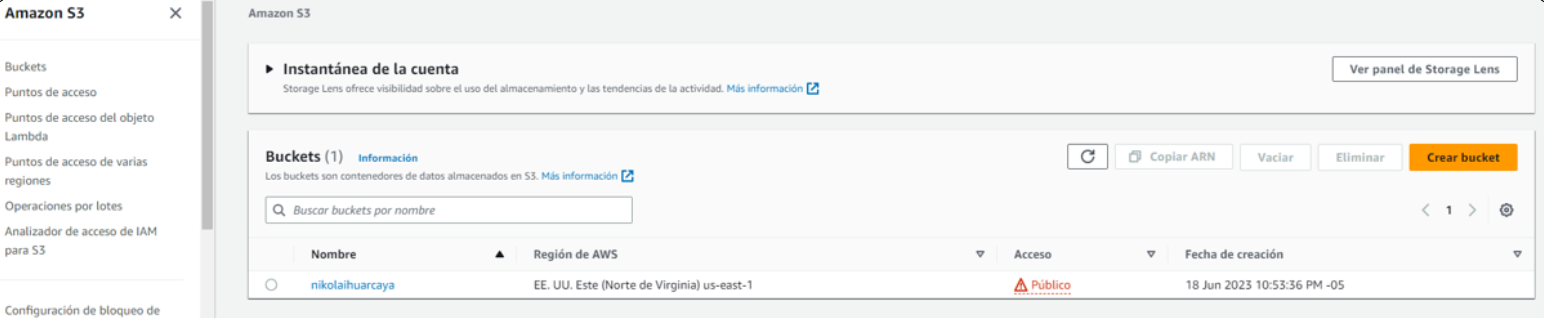 Amazon S3
Buckets
Puntos de acceso
Puntos de acceso del objeto
Lambda
Puntos de acceso de varias
regiones
Operaciones por lotes
Analizador de acceso de IAM
para S3
Configuración de bloqueo de
Amazon S3
Instantánea de la cuenta
Storage Lens ofrece visibilidad sobre el uso del almacenamiento y las tendencias de la actividad. Más información
Ver panel de Storage Lens
Buckets (1) Información
Los buckets son contenedores de datos almacenados en S3. Más información
Copiar ARN Vaciar Eliminar Crear bucket
Buscar buckets por nombre
1
Nombre Región de AWS Acceso Fecha de creación
nikolaihuarcaya EE. UU. Este (Norte de Virginia) us-east-1 Público 18 Jun 2023 10:53:36 PM -05